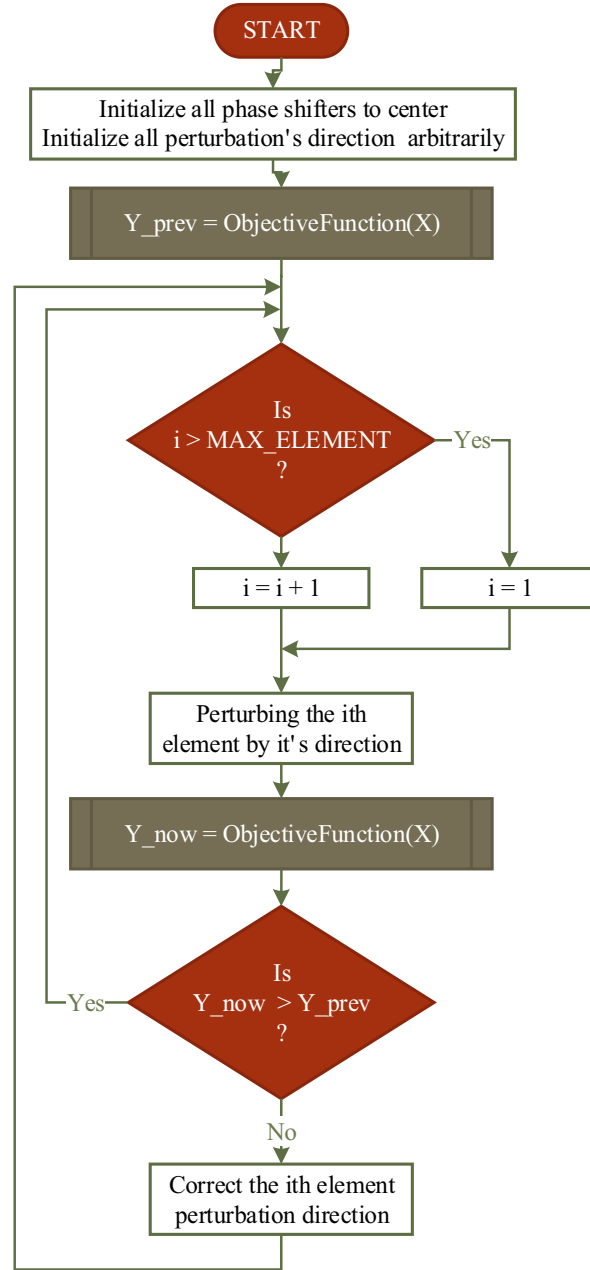 START
Initialize all phase shifters to center
Initialize all perturbation's direction arbitrarily
Y_prev = ObjectiveFunction(X)
Is
i > MAX_ELEMENT
?
Yes
i = i + 1
i = 1
Perturbing the ith
element by it's direction
Y_now = ObjectiveFunction(X)
Is
Y_now > Y_prev
?
Yes
No
Correct the ith element
perturbation direction